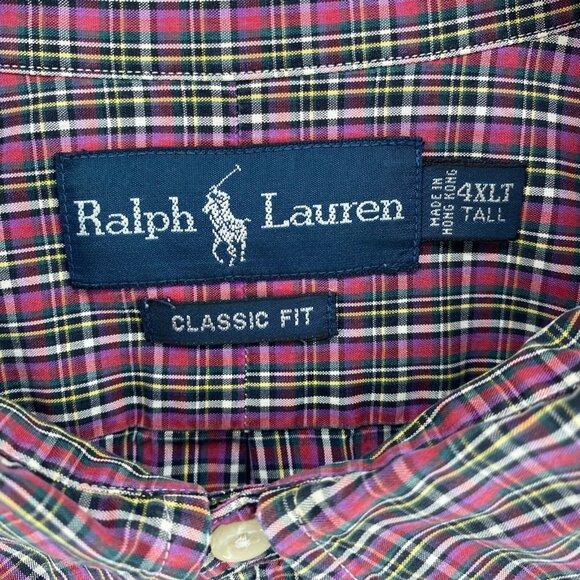 Ralph Lauren
MADE IN
HONG KONG
4XLT
TALL
CLASSIC FIT